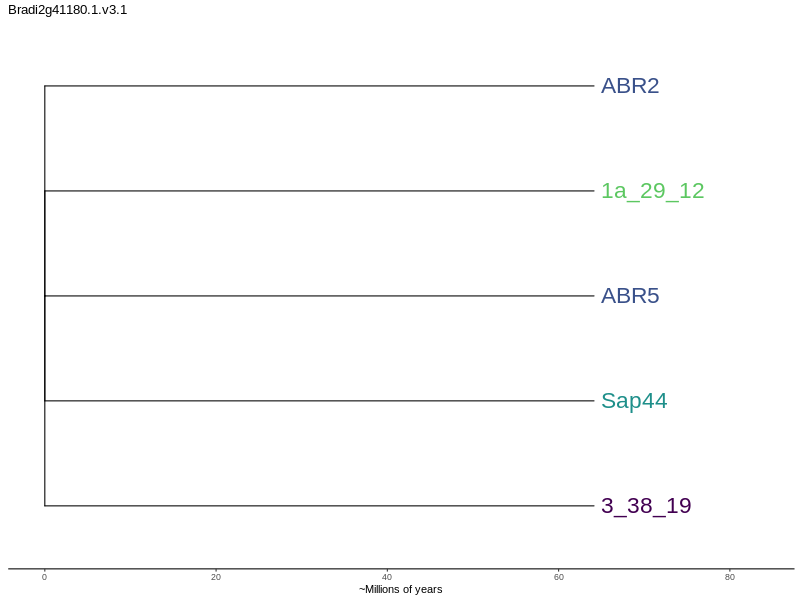 Bradi2g41180.1.v3.1
ABR2
1a_29_12
ABR5
Sap44
3_38_19
0 20 40 60 80
~Millions of years